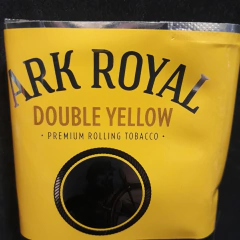 ARK ROYAL
DOUBLE YELLOW
• PREMIUM ROLLING TOBACCO •